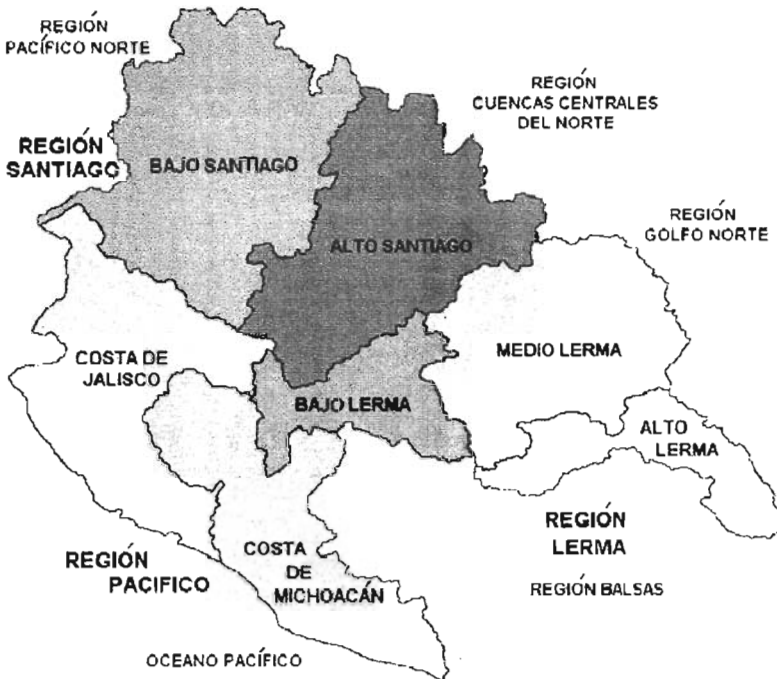 REGIÓN
PACÍFICO NORTE
REGIÓN
CUENCAS CENTRALES
DEL NORTE
REGIÓN
SANTIAGO
BAJO SANTIAGO
REGIÓN
GOLFO NORTE
ALTO SANTIAGO
COSTA DE
JALISCO
MEDIO LERMA
BAJO LERMA
ALTO
LERMA
REGIÓN
LERMA
REGIÓN
PACIFICO
COSTA
DE
MICHOACÁN
REGIÓN BALSAS
OCEANO PACÍFICO